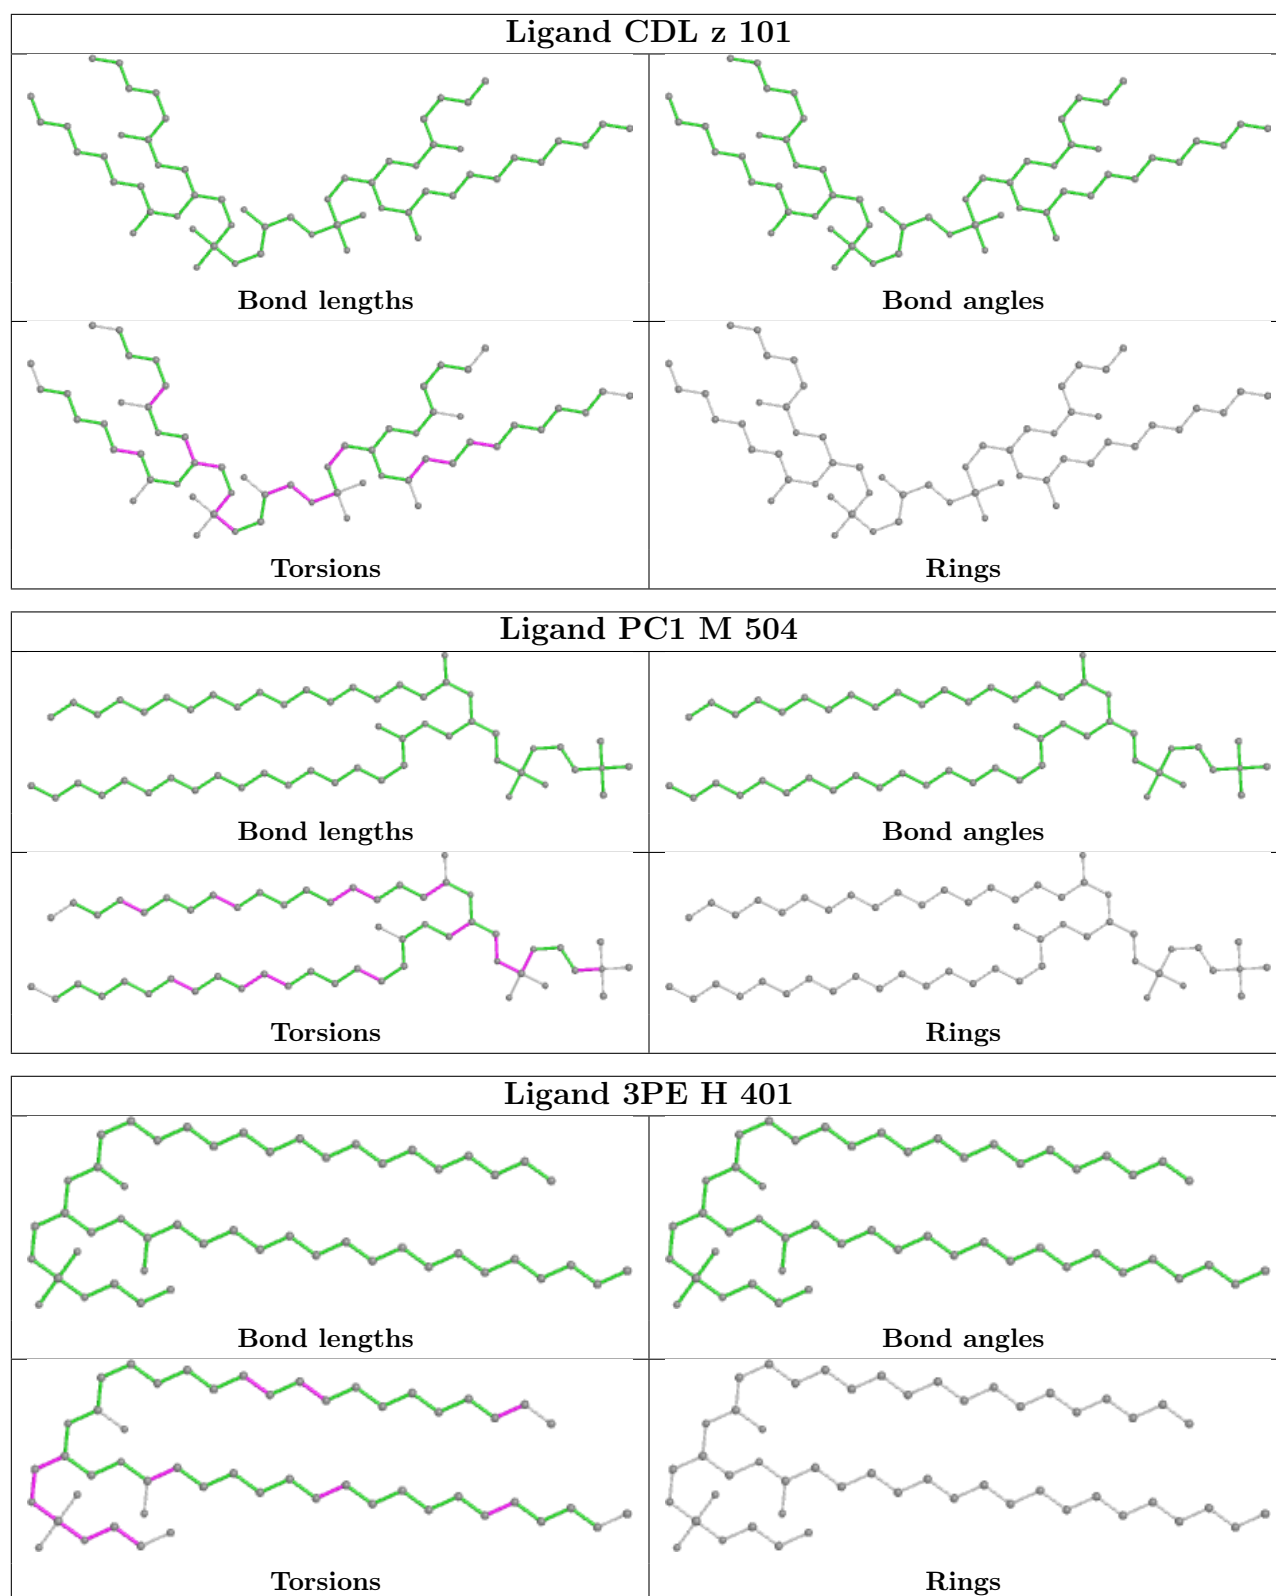 Ligand CDL z 101
Bond lengths
Bond angles
Torsions
Rings
Ligand PC1 M 504
Bond lengths
Bond angles
Torsions
Rings
Ligand 3PE H 401
Bond lengths
Bond angles
Torsions
Rings